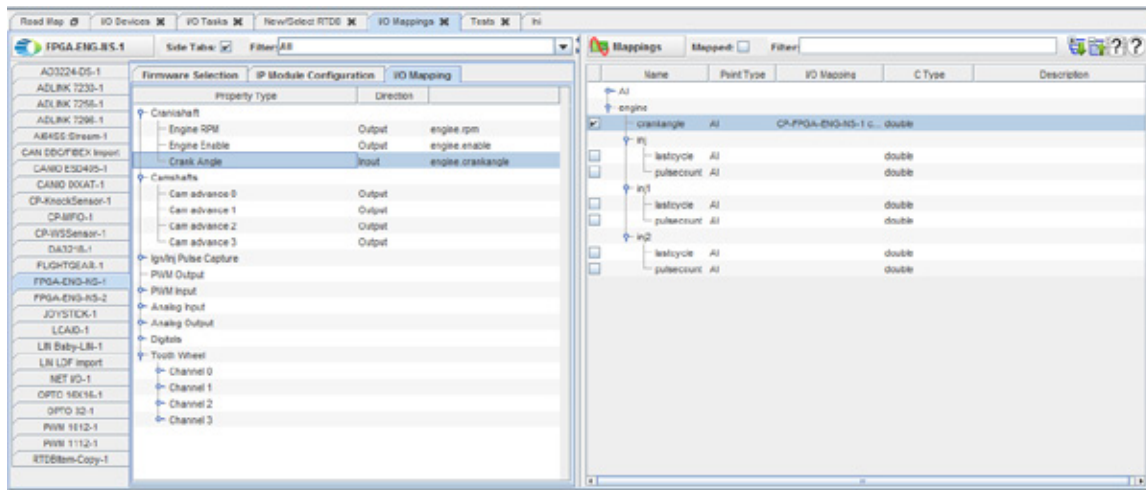 Road Map
I/O Devices
I/O Tasks
New/Select RTDB
I/O Mappings
Tests
FPGA-ENG-NS-1
Side Tabs:
Filter: All
AD3224-DS-1
ADLINK 7230-1
ADLINK 7256-1
ADLINK 7296-1
AI64SS Stream-1
CAN DBC/FIBEX Import
CANIO ESD405-1
CANIO IXXAT-1
CP-KnockSensor-1
CP-MFIO-1
CP-WSSensor-1
DA3218-1
FLIGHTGEAR-1
FPGA-ENG-NS-1
FPGA-ENG-NS-2
JOYSTICK-1
LCAIO-1
LIN Baby-LIN-1
LIN LDF Import
NET I/O-1
OPTO 16X16-1
OPTO 32-1
PWM 1012-1
PWM 1112-1
RTDBItem-Copy-1
Firmware Selection
IP Module Configuration
I/O Mapping
Property Type Direction
Crankshaft
Engine RPM Output engine.rpm
Engine Enable Output engine.enable
Crank Angle Input engine.crankangle
Camshafts
Cam advance 0 Output
Cam advance 1 Output
Cam advance 2 Output
Cam advance 3 Output
Ign/Inj Pulse Capture
PWM Output
PWM Input
Analog Input
Analog Output
Digitals
Tooth Wheel
Channel 0
Channel 1
Channel 2
Channel 3
Mappings
Mapped:
Filter:
Name Point Type I/O Mapping C Type Description
AI
engine
crankangle AI CP-FPGA-ENG-NS-1 c... double
inj
lastcycle AI double
pulsecount AI double
inj1
lastcycle AI double
pulsecount AI double
inj2
lastcycle AI double
pulsecount AI double